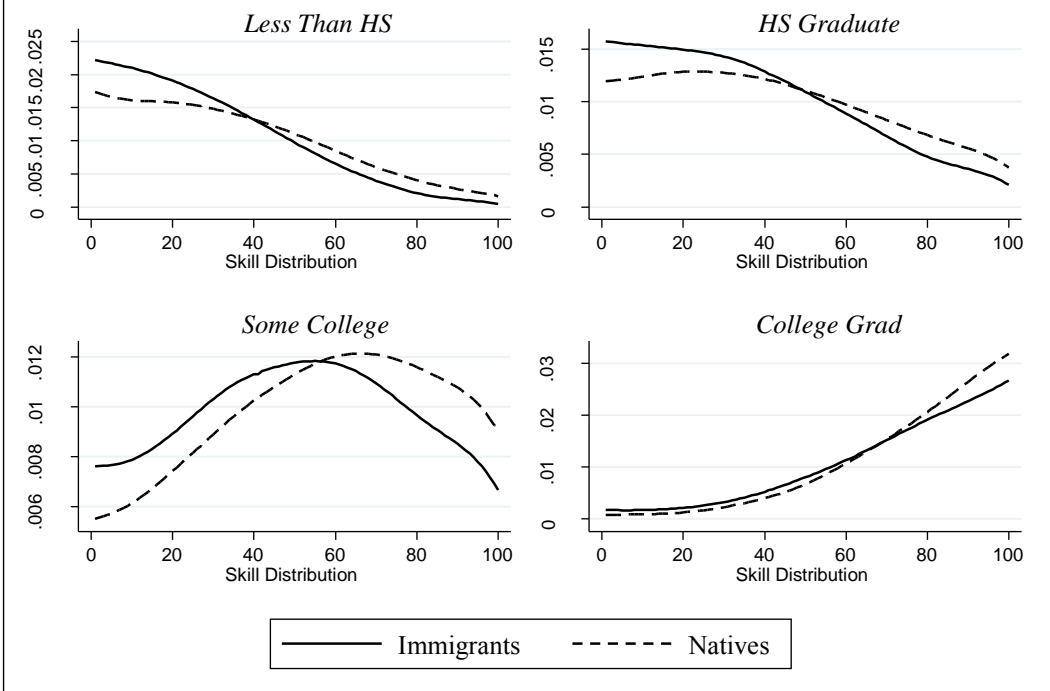 Less Than HS
0 .005 .01 .015 .02 .025
0 20 40 60 80 100
Skill Distribution
HS Graduate
0 .005 .01 .015
0 20 40 60 80 100
Skill Distribution
Some College
.006 .008 .01 .012
0 20 40 60 80 100
Skill Distribution
College Grad
0 .01 .02 .03
0 20 40 60 80 100
Skill Distribution
Immigrants Natives